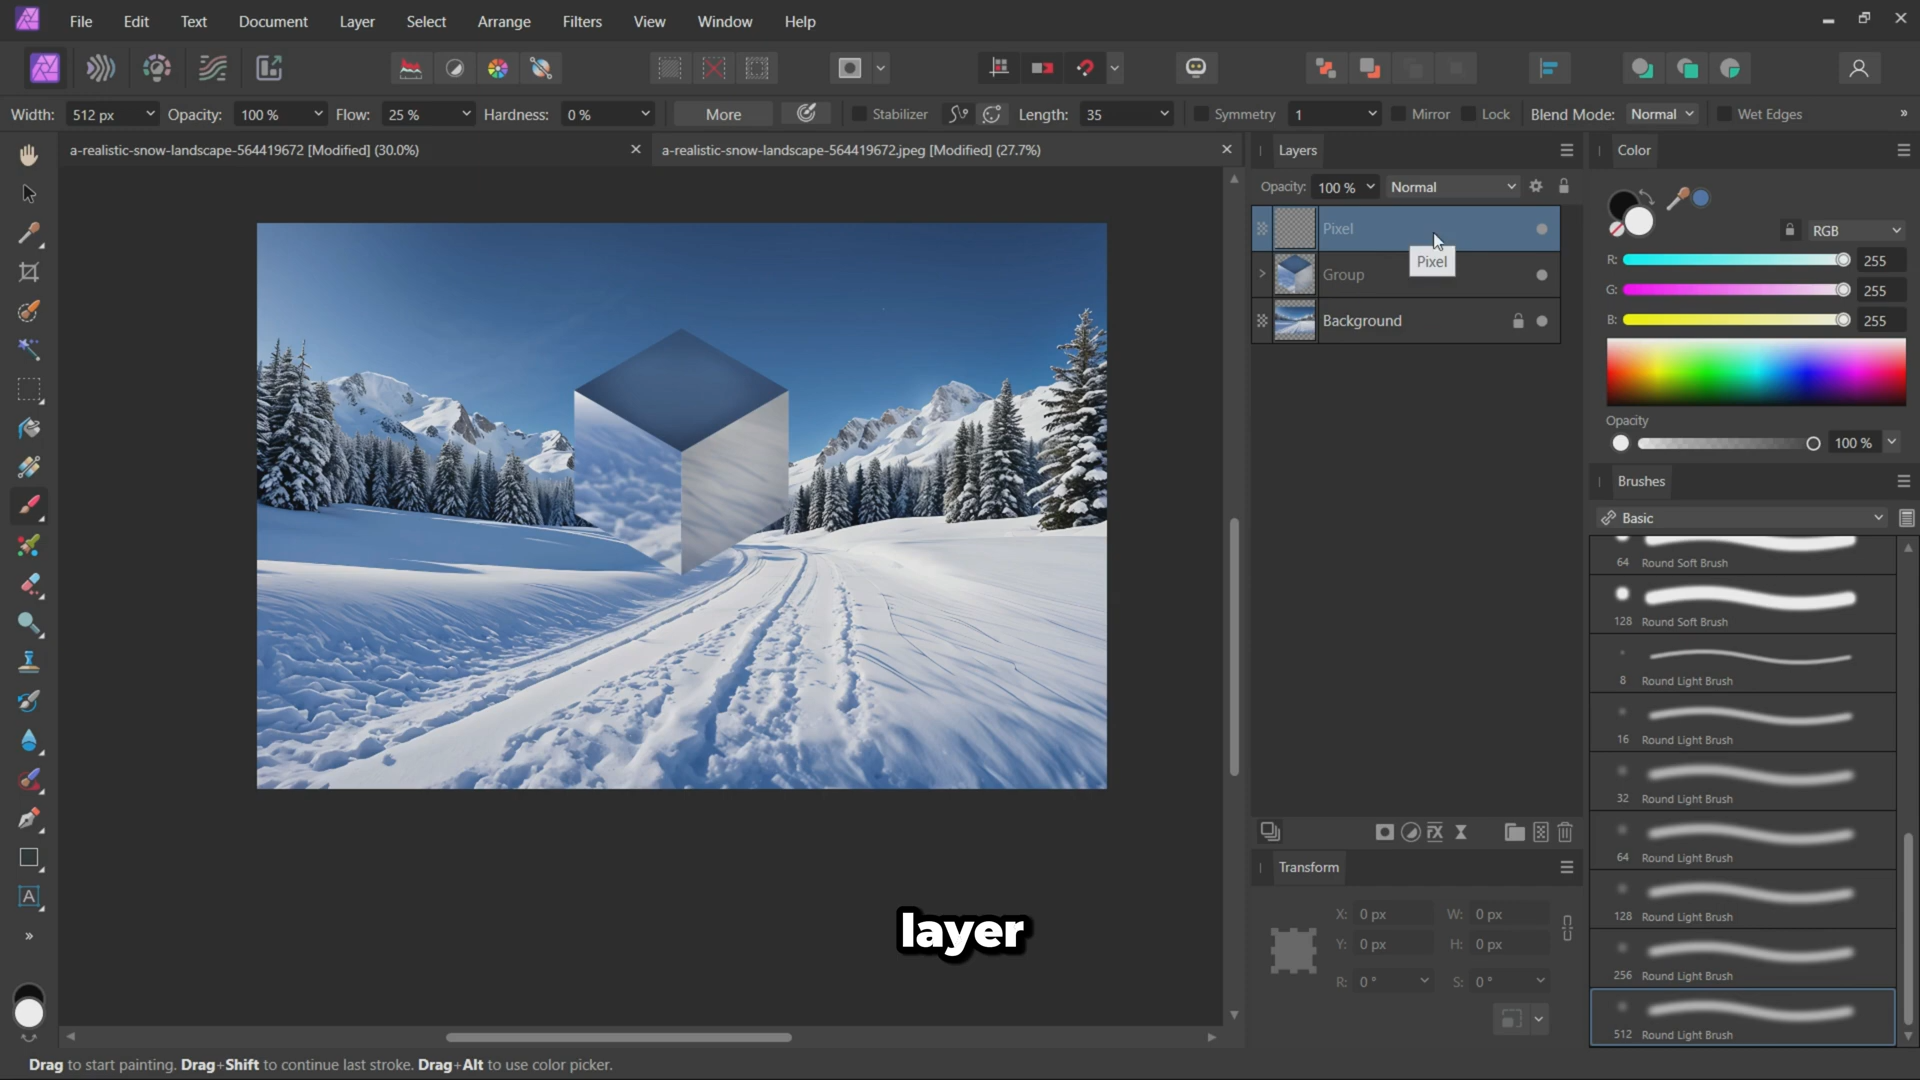 File Edit Text Document Layer Select Arrange Filters View Window Help
Width: 512 px Opacity: 100 % Flow: 25 % Hardness: 0 % More Stabilizer Length: 35 Symmetry 1 Mirror Lock Blend Mode: Normal Wet Edges »
a-realistic-snow-landscape-564419672 [Modified] (30.0%)
a-realistic-snow-landscape-564419672.jpeg [Modified] (27.7%)
Layers
Opacity: 100 % Normal
Pixel
Pixel
Group
Background
Transform
X: 0 px W: 0 px
Y: 0 px H: 0 px
R: 0 ° S: 0 °
Color
RGB
R: 255
G: 255
B: 255
Opacity
100 %
Brushes
Basic
64 Round Soft Brush
128 Round Soft Brush
8 Round Light Brush
16 Round Light Brush
32 Round Light Brush
64 Round Light Brush
128 Round Light Brush
256 Round Light Brush
512 Round Light Brush
layer
Drag to start painting. Drag+Shift to continue last stroke. Drag+Alt to use color picker.